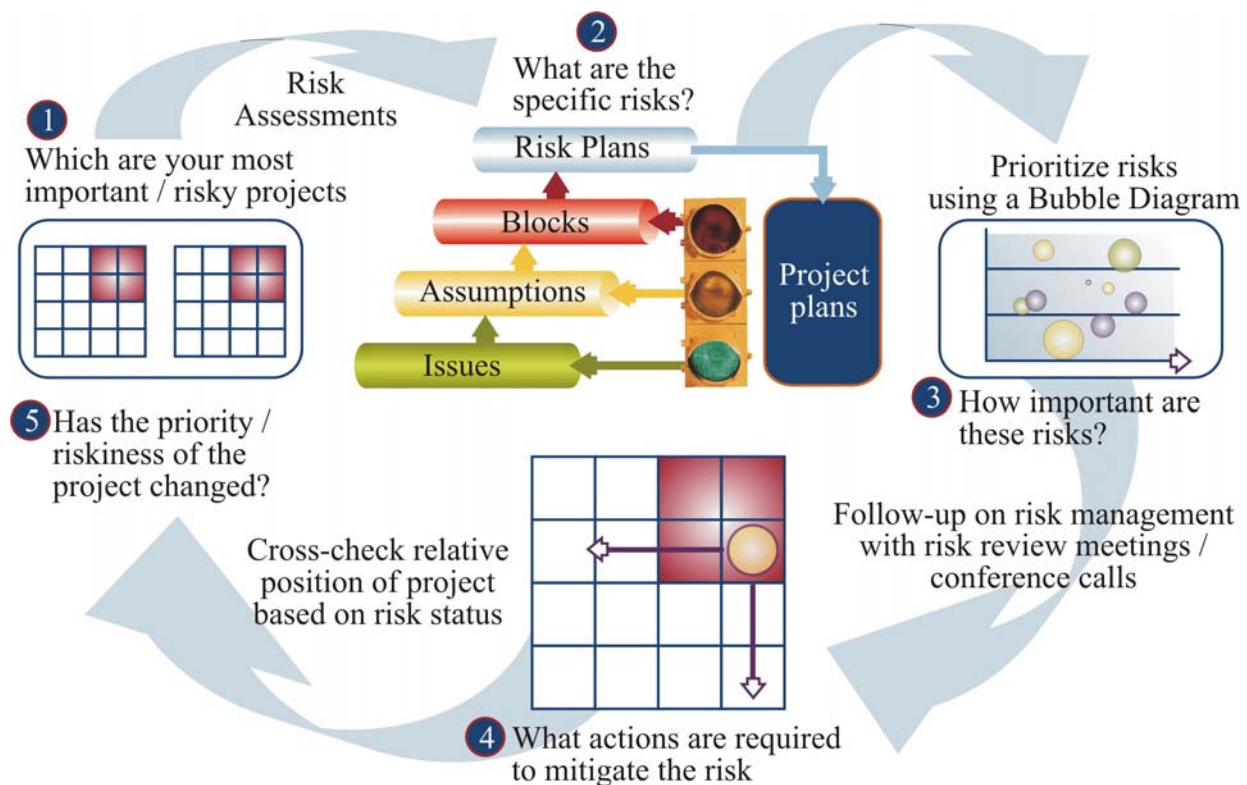 1
Which are your most
important / risky projects
Risk
Assessments
2
What are the
specific risks?
Risk Plans
Blocks
Assumptions
Issues
Project
plans
Prioritize risks
using a Bubble Diagram
3 How important are
these risks?
Follow-up on risk management
with risk review meetings /
conference calls
4 What actions are required
to mitigate the risk
Cross-check relative
position of project
based on risk status
5 Has the priority /
riskiness of the
project changed?